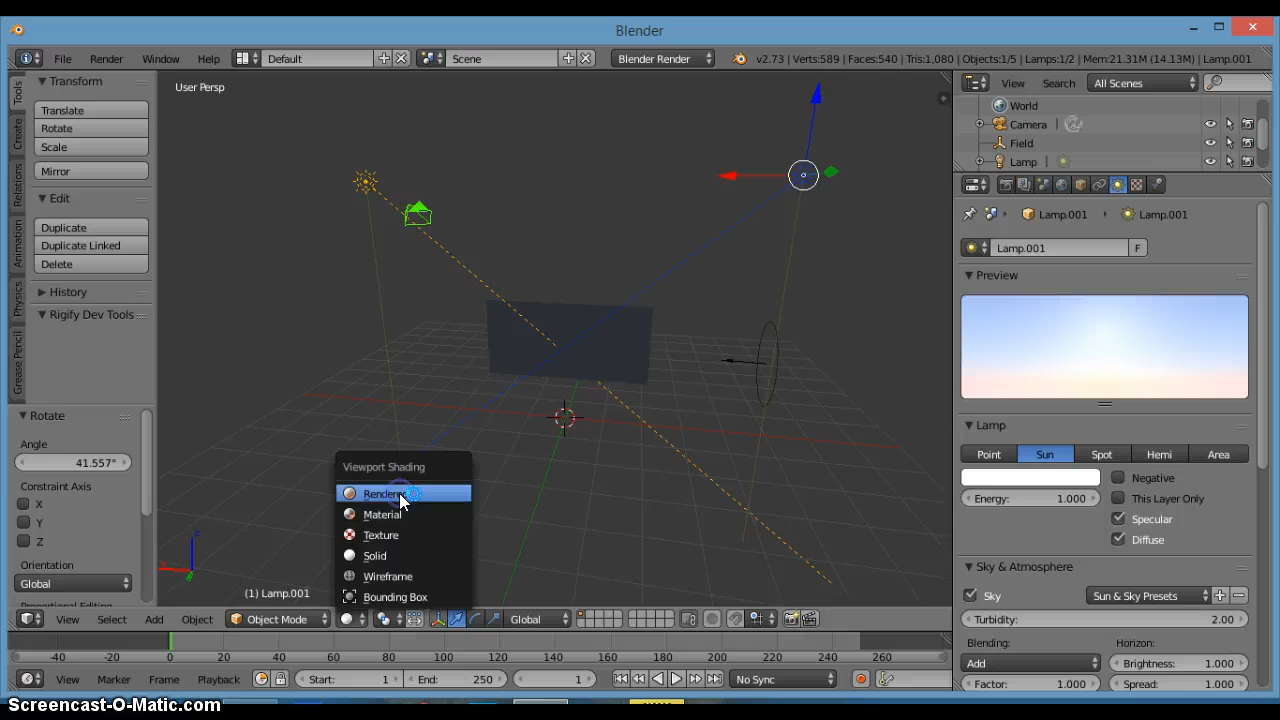 Blender
File Render Window Help Default Scene Blender Render v2.73 | Verts:589 | Faces:540 | Tris:1,080 | Objects:1/5 | Lamps:1/2 | Mem:21.31M (14.13M) | Lamp.001
Tools
Create
Relations
Animation
Physics
Grease Pencil
Transform
Translate
Rotate
Scale
Mirror
Edit
Duplicate
Duplicate Linked
Delete
History
Rigify Dev Tools
Rotate
Angle
41.557°
Constraint Axis
X
Y
Z
Orientation
Global
User Persp
Viewport Shading
Rendere
Material
Texture
Solid
Wireframe
Bounding Box
(1) Lamp.001
View Select Add Object Object Mode Global
-40 -20 0 20 40 60 80 100 120 140 160 180 200 220 240 260
View Marker Frame Playback Start: 1 End: 250 1 No Sync
View Search All Scenes
World
Camera
Field
Lamp
Lamp.001 Lamp.001
Lamp.001 F
Preview
Lamp
Point Sun Spot Hemi Area
Negative
Energy: 1.000 This Layer Only
Specular
Diffuse
Sky & Atmosphere
Sky Sun & Sky Presets
Turbidity: 2.00
Blending: Horizon:
Add Brightness: 1.000
Factor: 1.000 Spread: 1.000
Screencast-O-Matic.com